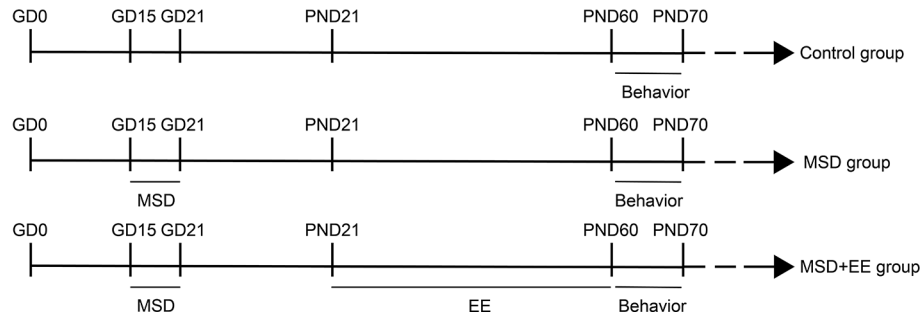 GD0 GD15 GD21 PND21 PND60 PND70
Control group
Behavior
GD0 GD15 GD21 PND21 PND60 PND70
MSD group
MSD Behavior
GD0 GD15 GD21 PND21 PND60 PND70
MSD+EE group
MSD EE Behavior